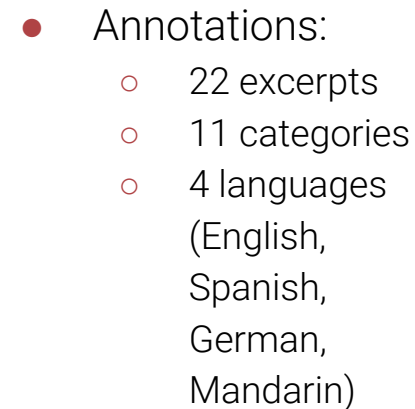 ● Annotations:
○ 22 excerpts
○ 11 categories
○ 4 languages
(English,
Spanish,
German,
Mandarin)